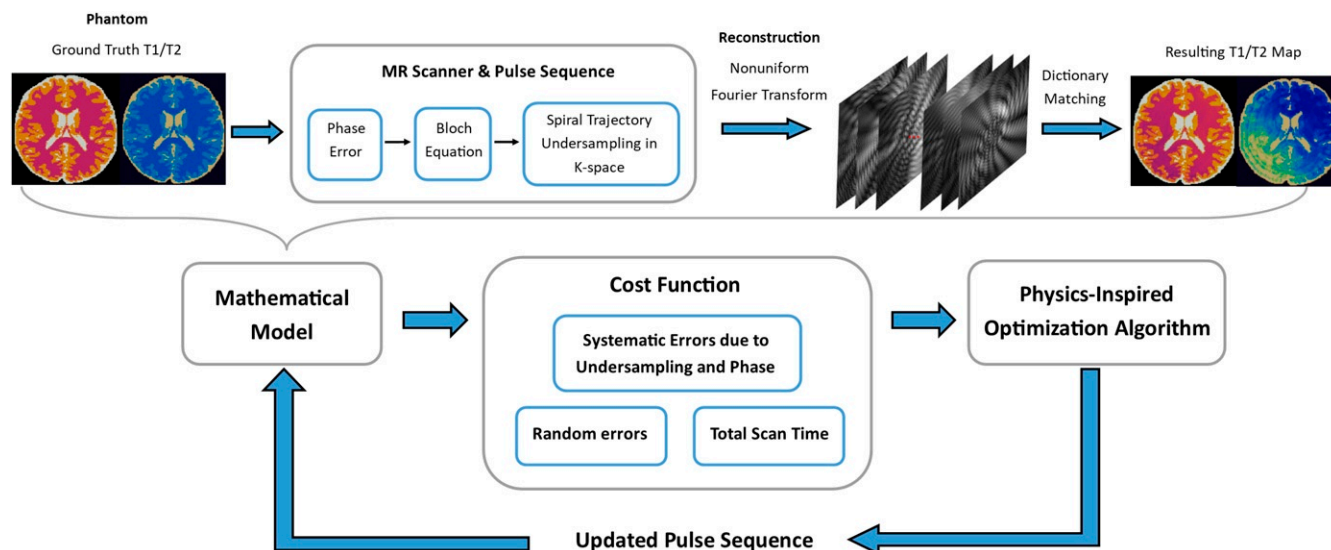 Phantom
Ground Truth T1/T2
MR Scanner & Pulse Sequence
Phase
Error
Bloch
Equation
Spiral Trajectory
Undersampling in
K-space
Reconstruction
Nonuniform
Fourier Transform
Dictionary
Matching
Resulting T1/T2 Map
Mathematical
Model
Cost Function
Systematic Errors due to
Undersampling and Phase
Random errors
Total Scan Time
Physics-Inspired
Optimization Algorithm
Updated Pulse Sequence